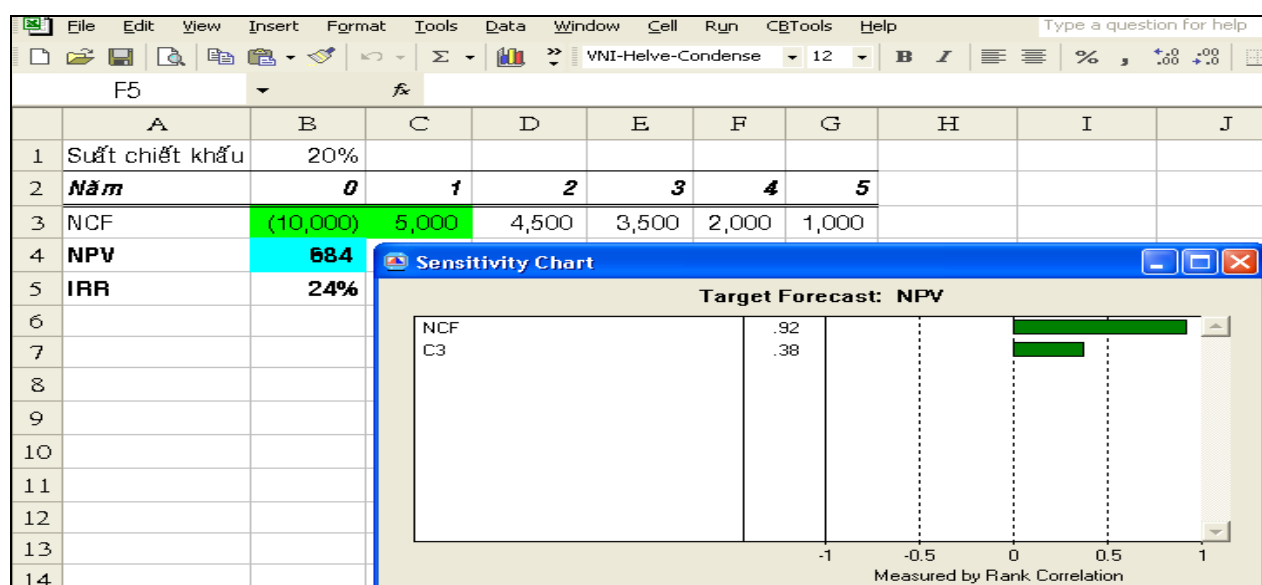 File Edit View Insert Format Tools Data Window Cell Run CBTools Help Type a question for help
VNI-Helve-Condense 12 B I % ,
F5 fx
A B C D E F G H I J
1 Suất chiết khấu 20%
2 Năm 0 1 2 3 4 5
3 NCF (10,000) 5,000 4,500 3,500 2,000 1,000
4 NPV 684
Sensitivity Chart
5 IRR 24%
Target Forecast: NPV
6
NCF .92
7
C3 .38
8
9
10
11
12
13
-1 -0.5 0 0.5 1
14
Measured by Rank Correlation